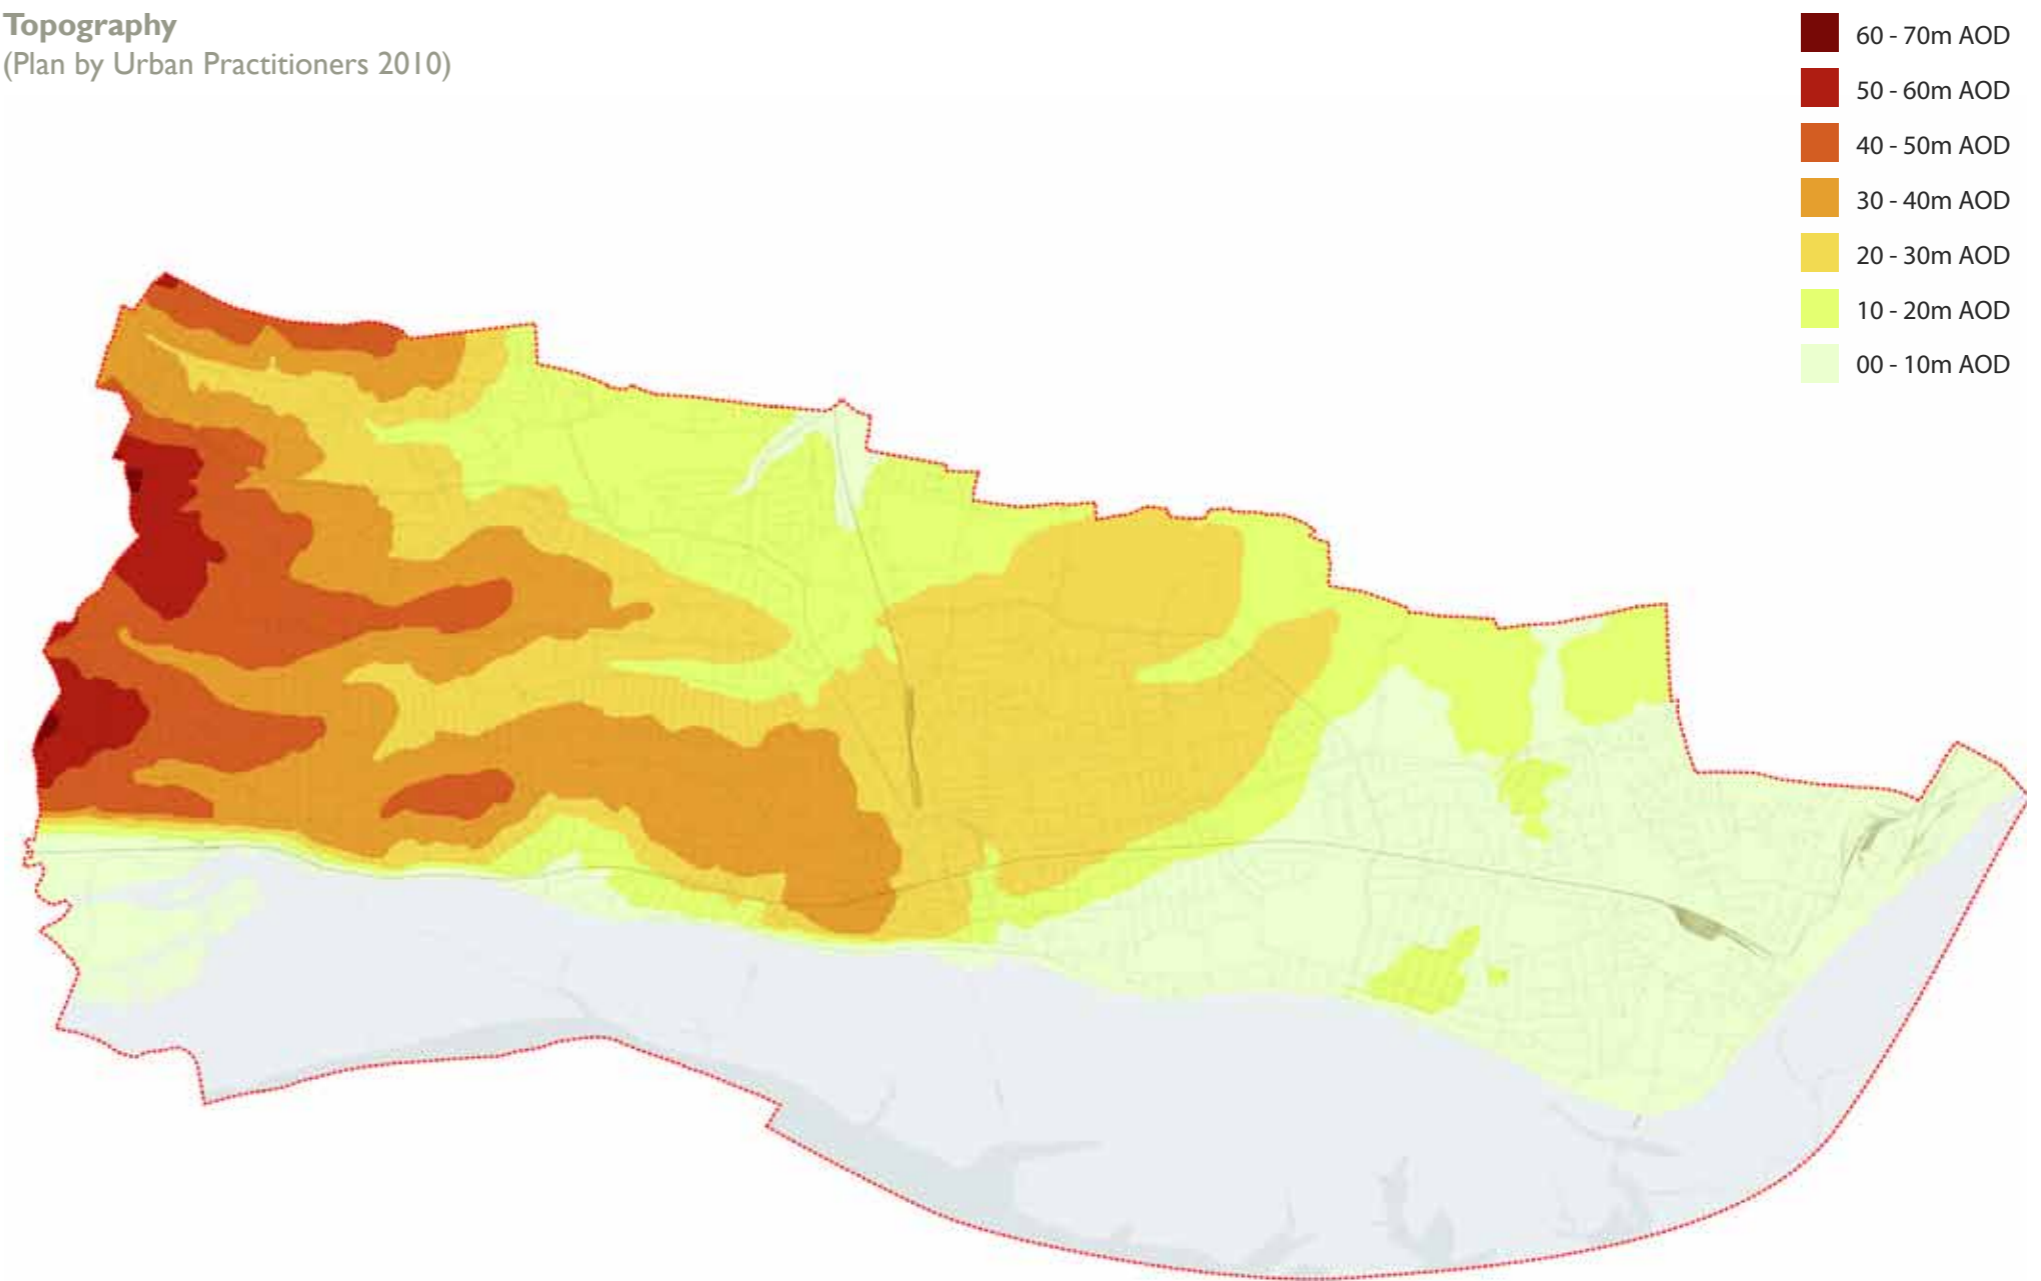 Topography
(Plan by Urban Practitioners 2010)
60 - 70m AOD
50 - 60m AOD
40 - 50m AOD
30 - 40m AOD
20 - 30m AOD
10 - 20m AOD
00 - 10m AOD